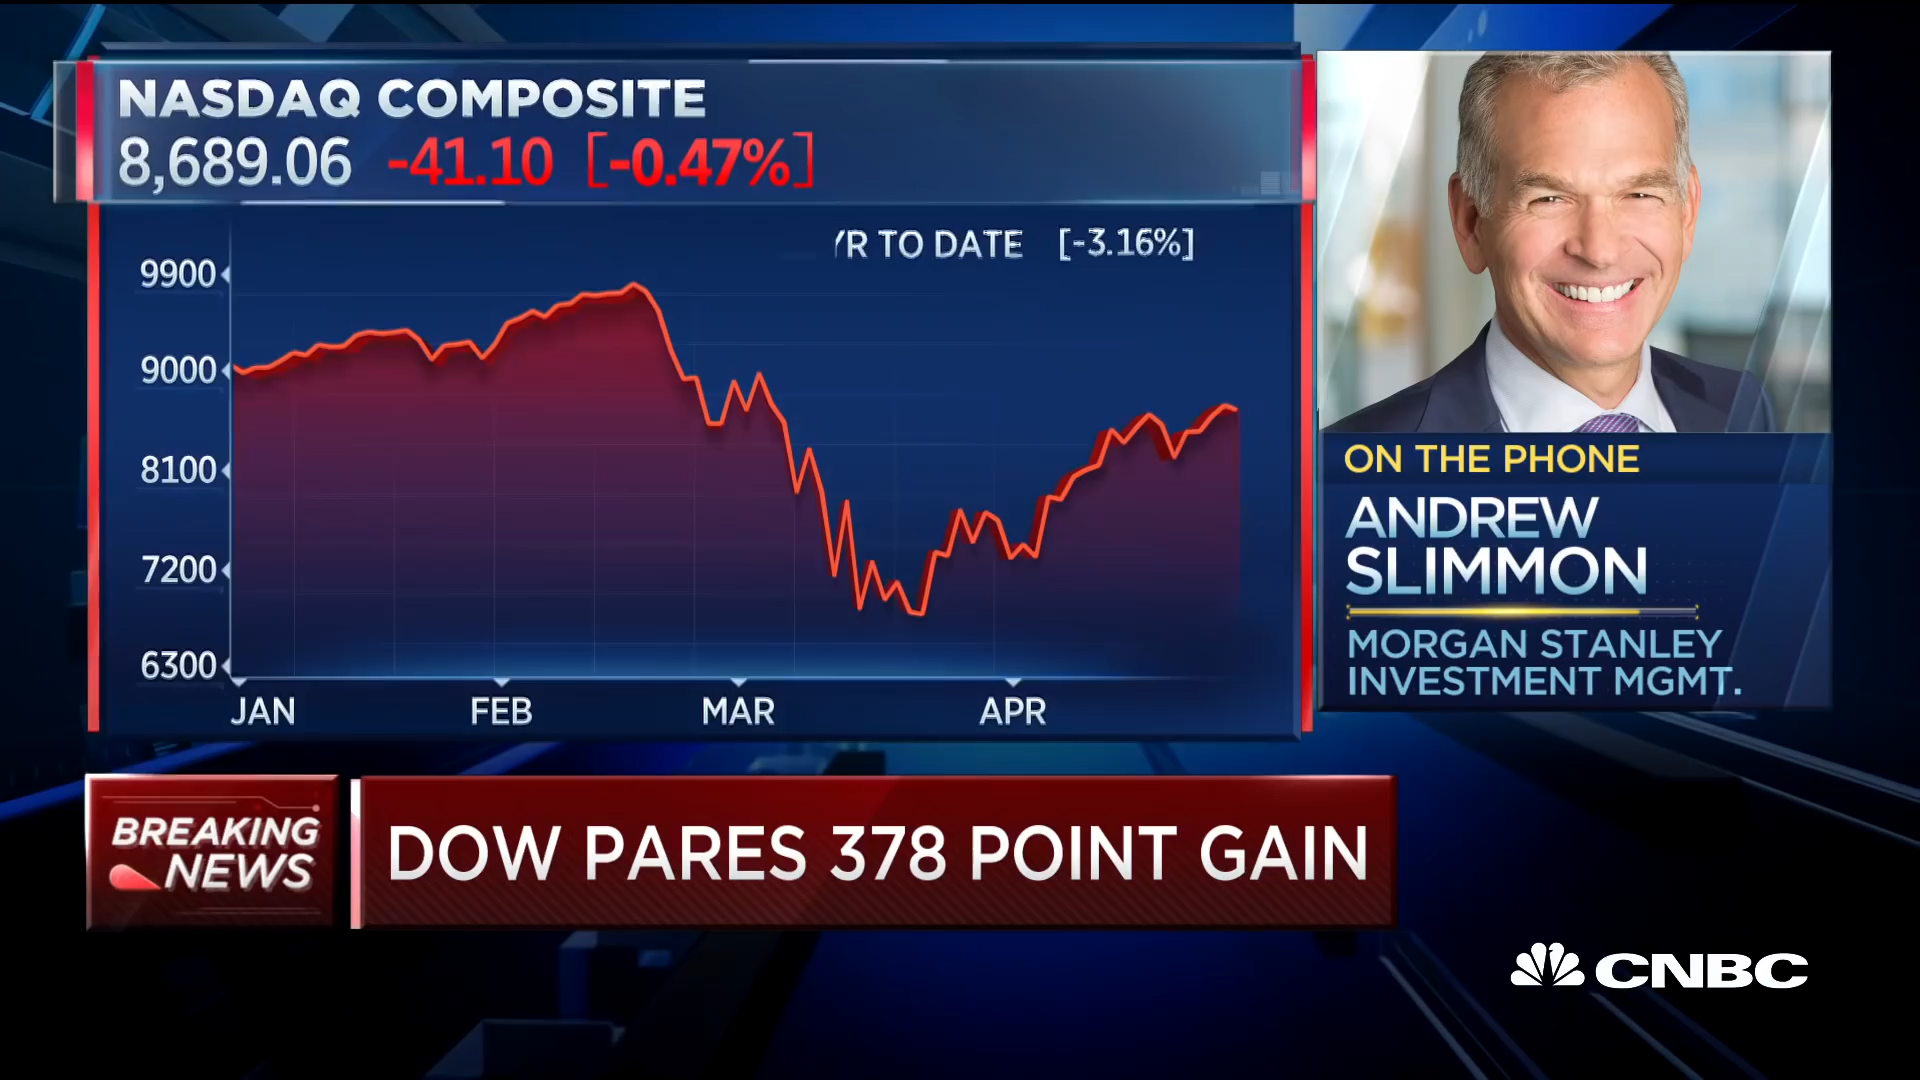 NASDAQ COMPOSITE
8,689.06 -41.10 [-0.47%]
YR TO DATE [-3.16%]
9900
9000
8100
7200
6300
JAN FEB MAR APR
ON THE PHONE
ANDREW
SLIMMON
MORGAN STANLEY
INVESTMENT MGMT.
BREAKING
NEWS
DOW PARES 378 POINT GAIN
CNBC